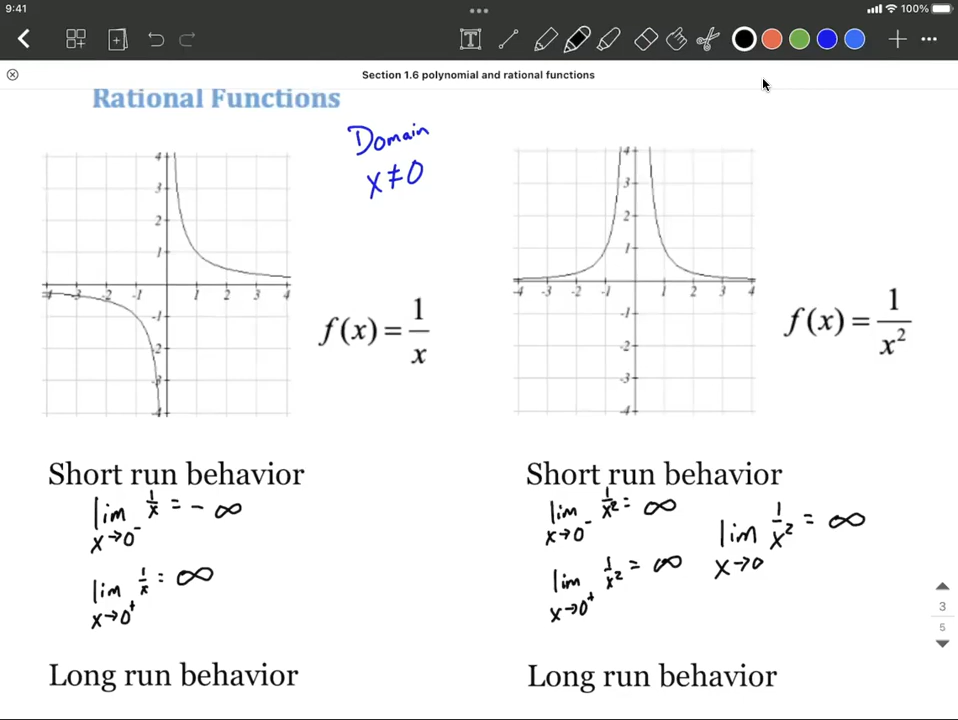 9:41
100%
Section 1.6 polynomial and rational functions
Rational Functions
Domain
x ≠ 0
4
3
2
1
-4 -3 -2 -1 1 2 3 4
-1
-2
-3
-4
f(x) = 1/x
4
3
2
1
-4 -3 -2 -1 1 2 3 4
-1
-2
-3
-4
f(x) = 1/x²
Short run behavior
lim x→0⁻ 1/x = -∞
lim x→0⁺ 1/x = ∞
Long run behavior
Short run behavior
lim x→0⁻ 1/x² = ∞
lim x→0⁺ 1/x² = ∞
lim x→0 1/x² = ∞
Long run behavior
3
5